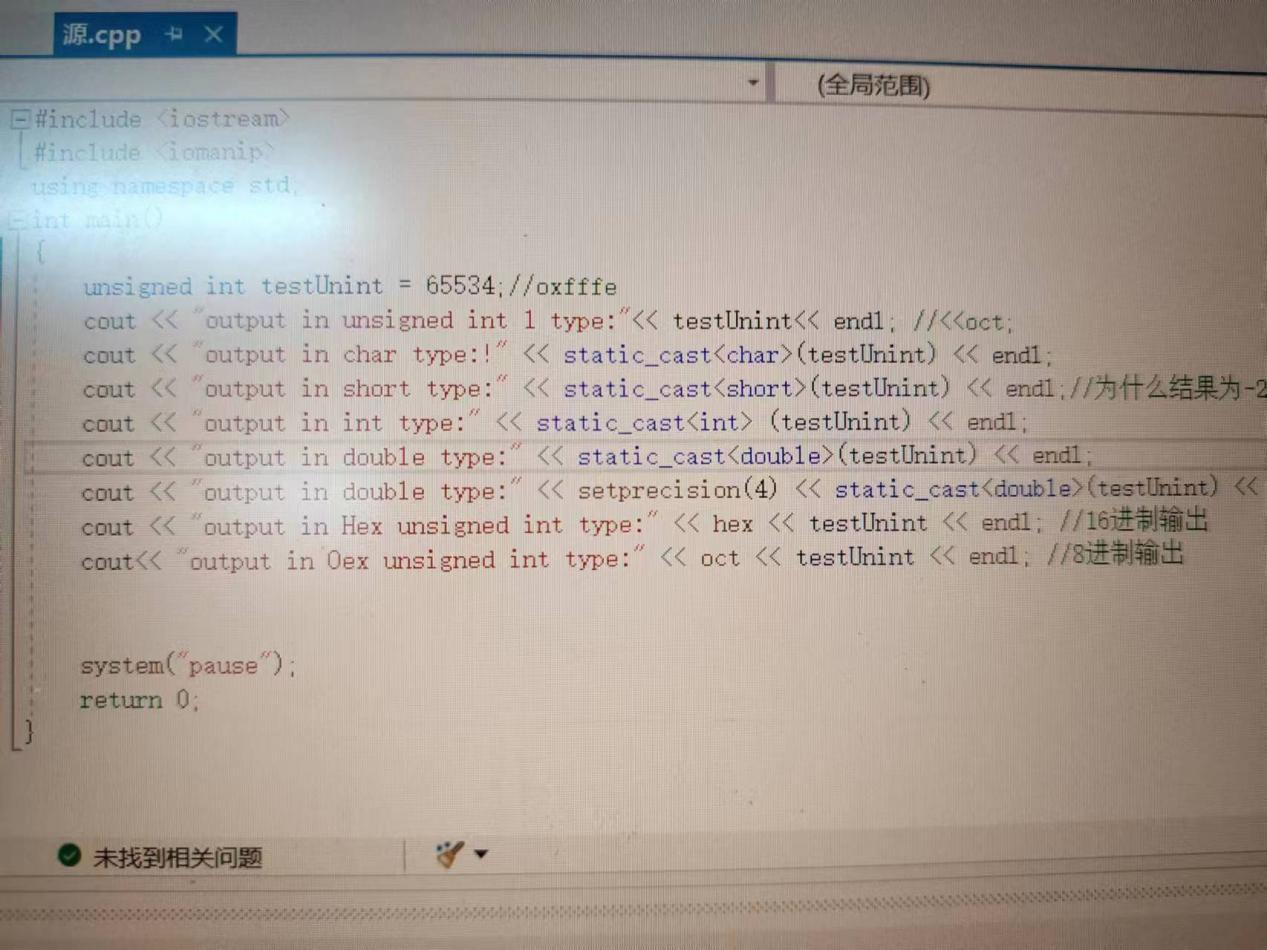 源.cpp
(全局范围)
#include <iostream>
#include <iomanip>
using namespace std;
int main()
{
unsigned int testUnint = 65534;//oxfffe
cout << "output in unsigned int 1 type:"<< testUnint<< endl; //<<oct;
cout << "output in char type:!" << static_cast<char>(testUnint) << endl;
cout << "output in short type:" << static_cast<short>(testUnint) << endl;//为什么结果为-2
cout << "output in int type:" << static_cast<int> (testUnint) << endl;
cout << "output in double type:" << static_cast<double>(testUnint) << endl;
cout << "output in double type:" << setprecision(4) << static_cast<double>(testUnint) <<
cout << "output in Hex unsigned int type:" << hex << testUnint << endl; //16进制输出
cout<< "output in Oex unsigned int type:" << oct << testUnint << endl; //8进制输出
system("pause");
return 0;
}
未找到相关问题